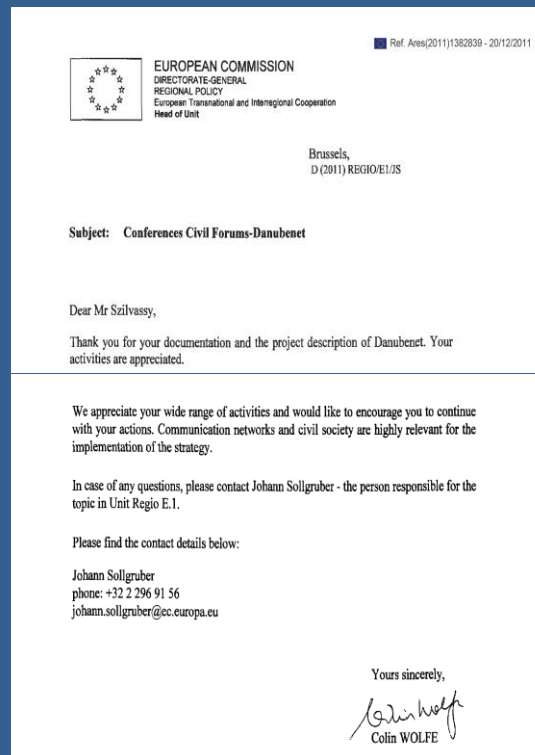 Ref. Ares(2011)1382839 - 20/12/2011
EUROPEAN COMMISSION
DIRECTORATE-GENERAL
REGIONAL POLICY
European Transnational and Interregional Cooperation
Head of Unit
Brussels,
D (2011) REGIO/E1/JS
Subject: Conferences Civil Forums-Danubenet
Dear Mr Szilvassy,
Thank you for your documentation and the project description of Danubenet. Your
activities are appreciated.
We appreciate your wide range of activities and would like to encourage you to continue
with your actions. Communication networks and civil society are highly relevant for the
implementation of the strategy.
In case of any questions, please contact Johann Sollgruber - the person responsible for the
topic in Unit Regio E.1.
Please find the contact details below:
Johann Sollgruber
phone: +32 2 296 91 56
johann.sollgruber@ec.europa.eu
Yours sincerely,
Colin Wolfe
Colin WOLFE